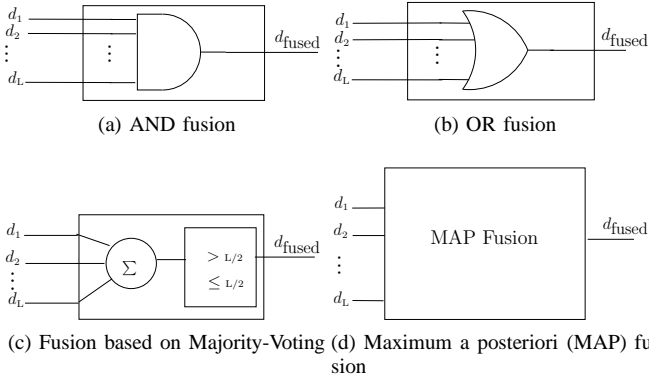 d1
d2
⋮ ⋮
dL
dfused
(a) AND fusion
d1
d2
⋮ ⋮
dL
dfused
(b) OR fusion
d1
d2
⋮
dL
Σ
> L/2
≤ L/2
dfused
(c) Fusion based on Majority-Voting
d1
d2
⋮
dL
MAP Fusion
dfused
(d) Maximum a posteriori (MAP) fu
sion